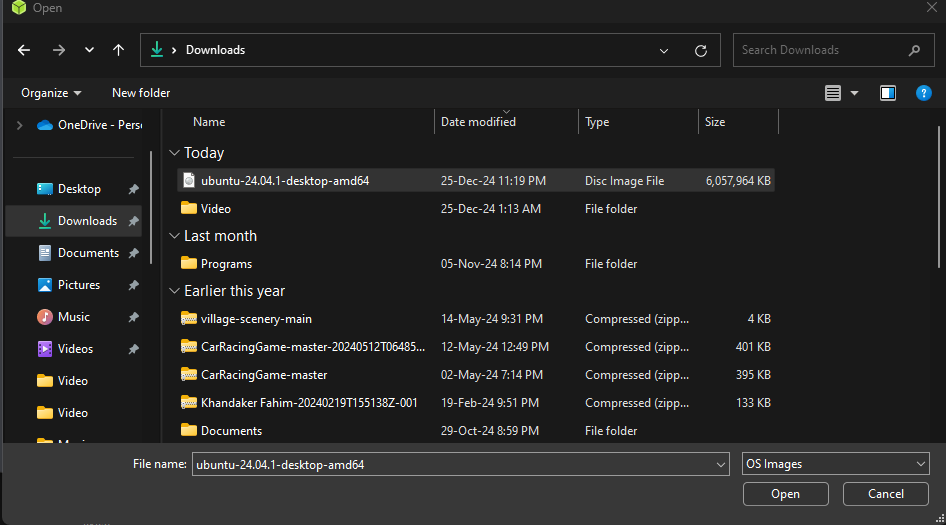 Open
Downloads
Search Downloads
Organize
New folder
OneDrive - Pers
Name
Date modified
Type
Size
Today
ubuntu-24.04.1-desktop-amd64 25-Dec-24 11:19 PM Disc Image File 6,057,964 KB
Video 25-Dec-24 1:13 AM File folder
Last month
Programs 05-Nov-24 8:14 PM File folder
Earlier this year
village-scenery-main 14-May-24 9:31 PM Compressed (zipp... 4 KB
CarRacingGame-master-20240512T06485... 12-May-24 12:49 PM Compressed (zipp... 401 KB
CarRacingGame-master 02-May-24 7:14 PM Compressed (zipp... 395 KB
Khandaker Fahim-20240219T155138Z-001 19-Feb-24 9:51 PM Compressed (zipp... 133 KB
Documents 29-Oct-24 8:59 PM File folder
Desktop
Downloads
Documents
Pictures
Music
Videos
Video
Video
File name: ubuntu-24.04.1-desktop-amd64
OS Images
Open
Cancel